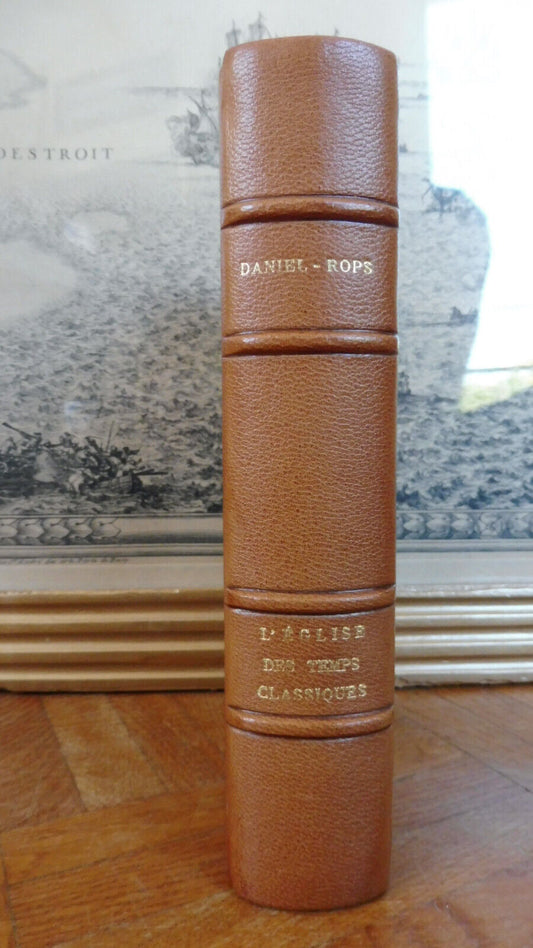 DESTROIT
DANIEL-ROPS
L'ÉGLISE
DES TEMPS
CLASSIQUES